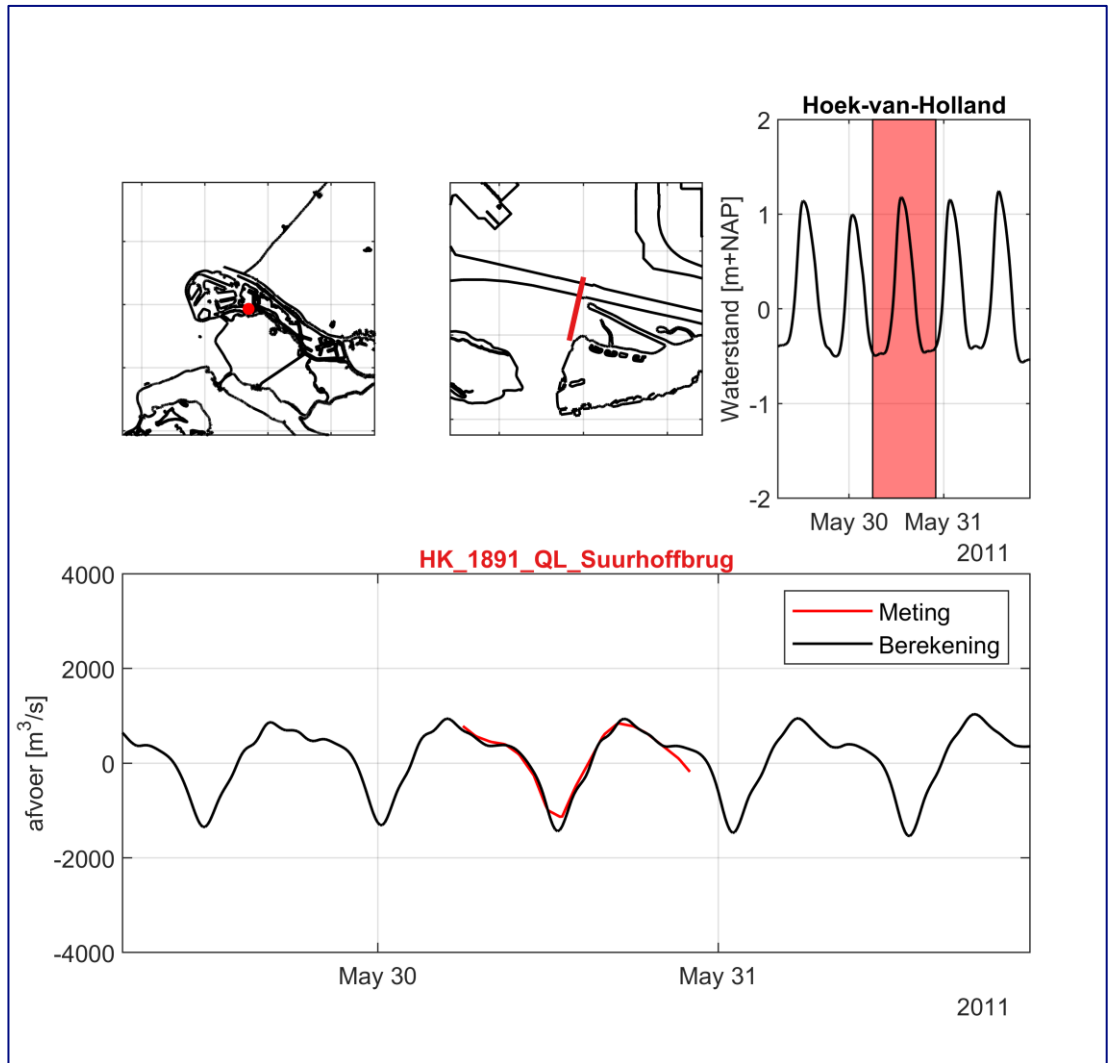 Hoek-van-Holland
Waterstand [m+NAP]
2
1
0
-1
-2
May 30
May 31
2011
HK_1891_QL_Suurhoffbrug
afvoer [m³/s]
4000
2000
0
-2000
-4000
Meting
Berekening
May 30
May 31
2011